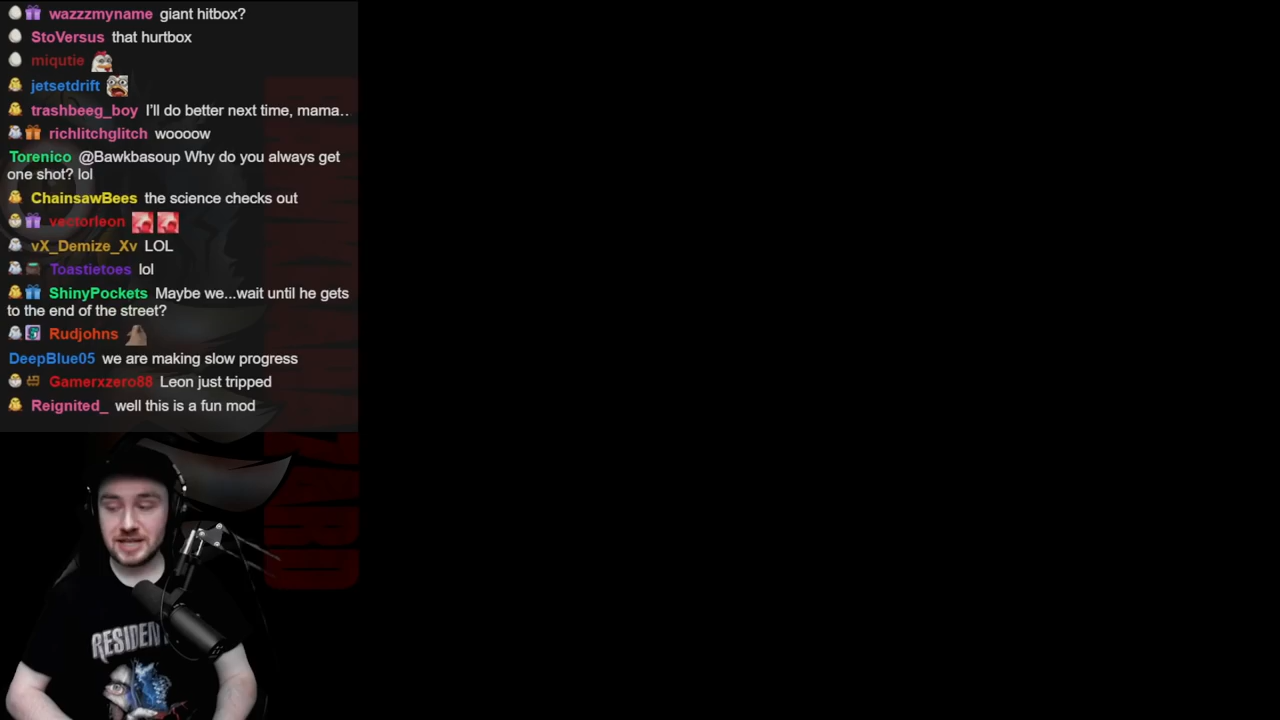 wazzzmyname giant hitbox?
StoVersus that hurtbox
miqutie
jetsetdrift
trashbeeg_boy I'll do better next time, mama..
richlitchglitch woooow
Torenico @Bawkbasoup Why do you always get
one shot? lol
ChainsawBees the science checks out
vectorleon
vX_Demize_Xv LOL
Toastietoes lol
ShinyPockets Maybe we...wait until he gets
to the end of the street?
Rudjohns
DeepBlue05 we are making slow progress
Gamerxzero88 Leon just tripped
Reignited_ well this is a fun mod
RESIDEN